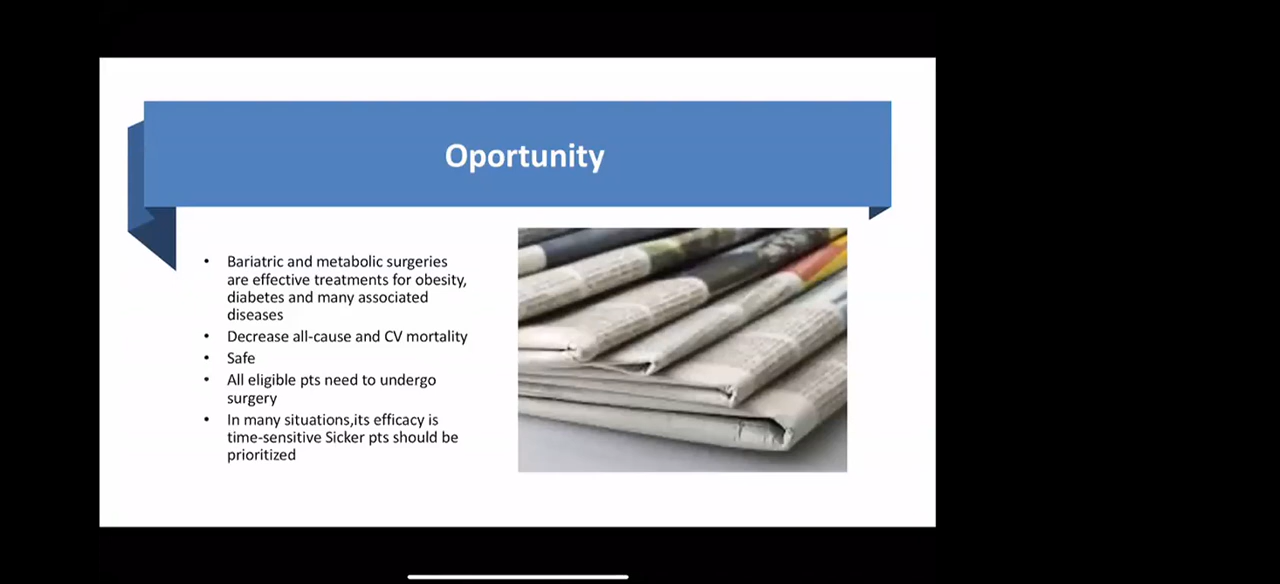 Oportunity
• Bariatric and metabolic surgeries
are effective treatments for obesity,
diabetes and many associated
diseases
• Decrease all-cause and CV mortality
• Safe
• All eligible pts need to undergo
surgery
• In many situations,its efficacy is
time-sensitive Sicker pts should be
prioritized